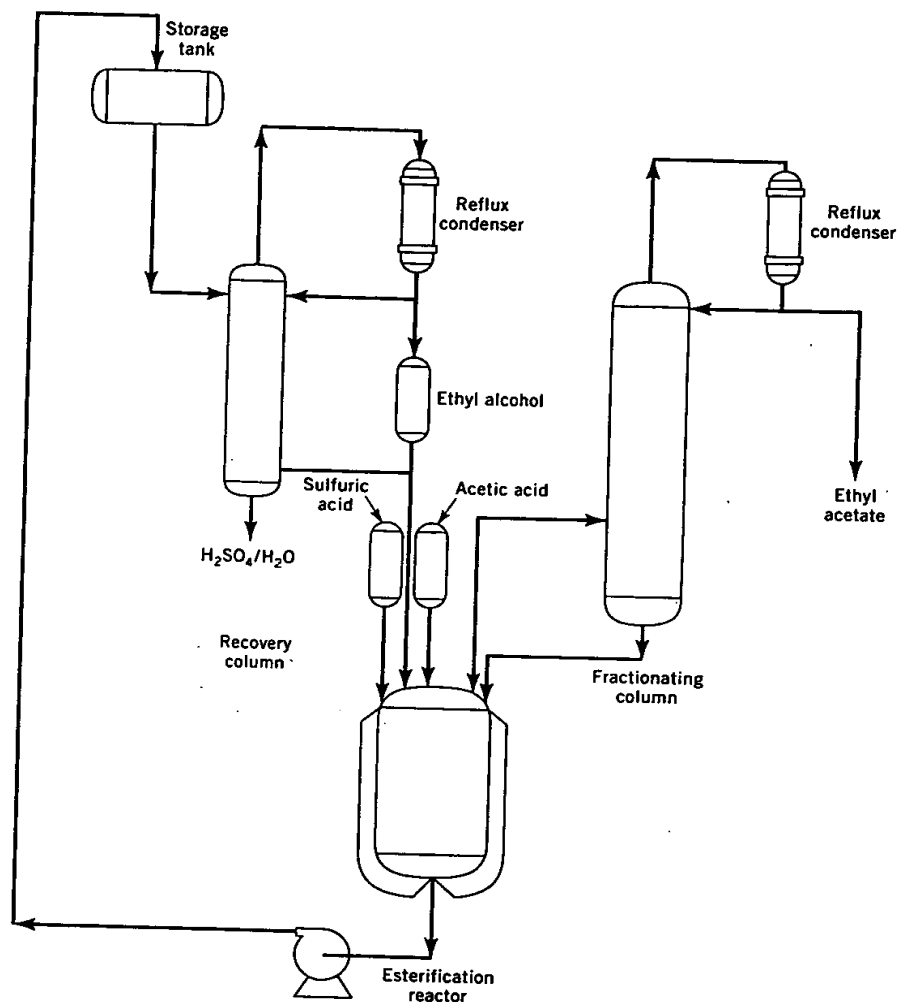 Storage
tank
Reflux
condenser
Reflux
condenser
Ethyl alcohol
Sulfuric
acid
Acetic acid
Ethyl
acetate
H₂SO₄/H₂O
Recovery
column
Fractionating
column
Esterification
reactor